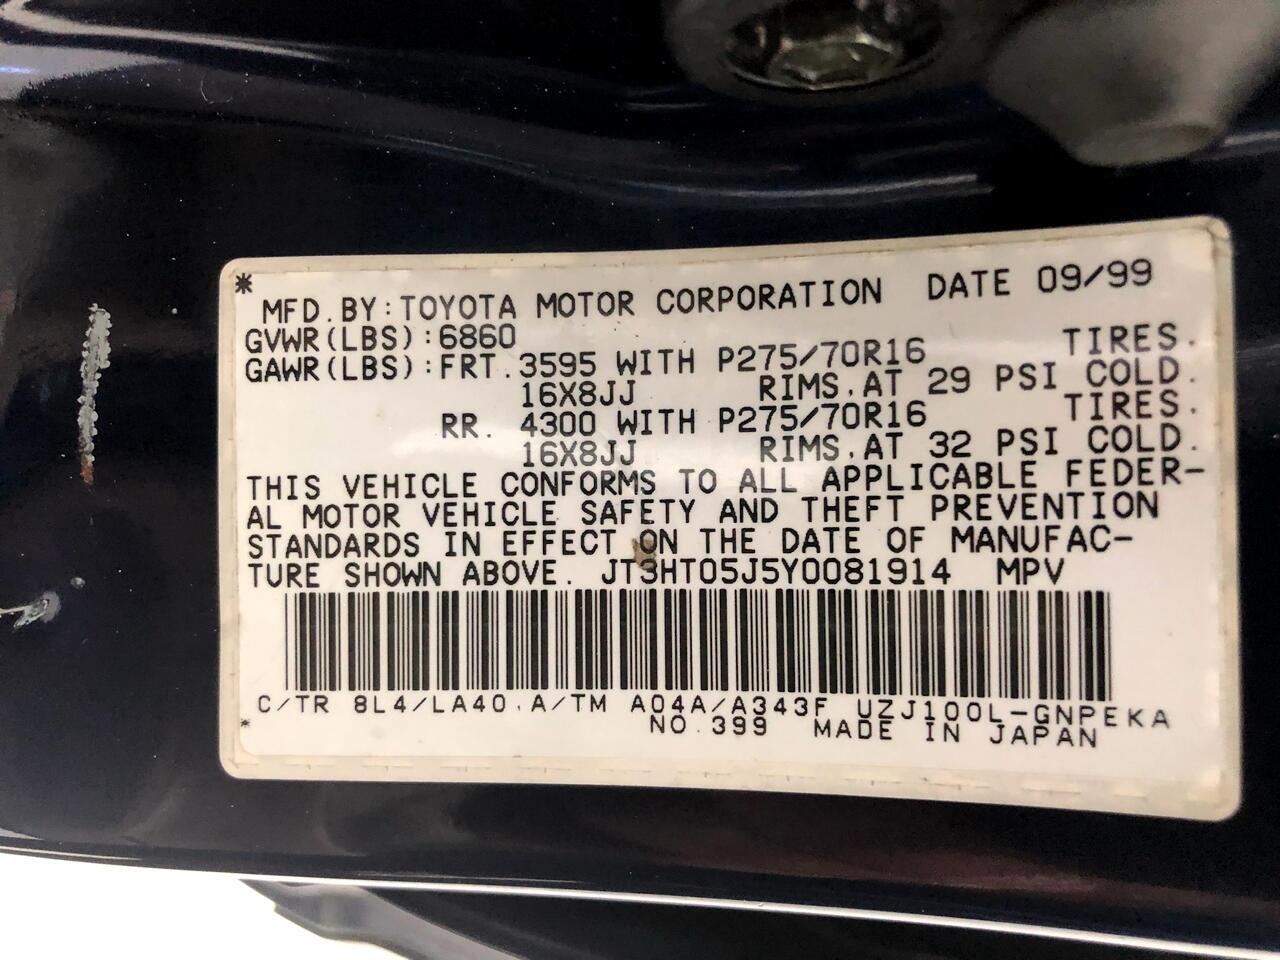 *
MFD. BY: TOYOTA MOTOR CORPORATION DATE 09/99
GVWR(LBS):6860
GAWR(LBS):FRT. 3595 WITH P275/70R16 TIRES.
16X8JJ RIMS, AT 29 PSI COLD.
RR. 4300 WITH P275/70R16 TIRES.
16X8JJ RIMS, AT 32 PSI COLD.
THIS VEHICLE CONFORMS TO ALL APPLICABLE FEDER-
AL MOTOR VEHICLE SAFETY AND THEFT PREVENTION
STANDARDS IN EFFECT ON THE DATE OF MANUFAC-
TURE SHOWN ABOVE. JT3HT05J5Y0081914 MPV
C/TR 8L4/LA40. A/TM A04A/A343F UZJ100L-GNPEKA
* NO.399 MADE IN JAPAN